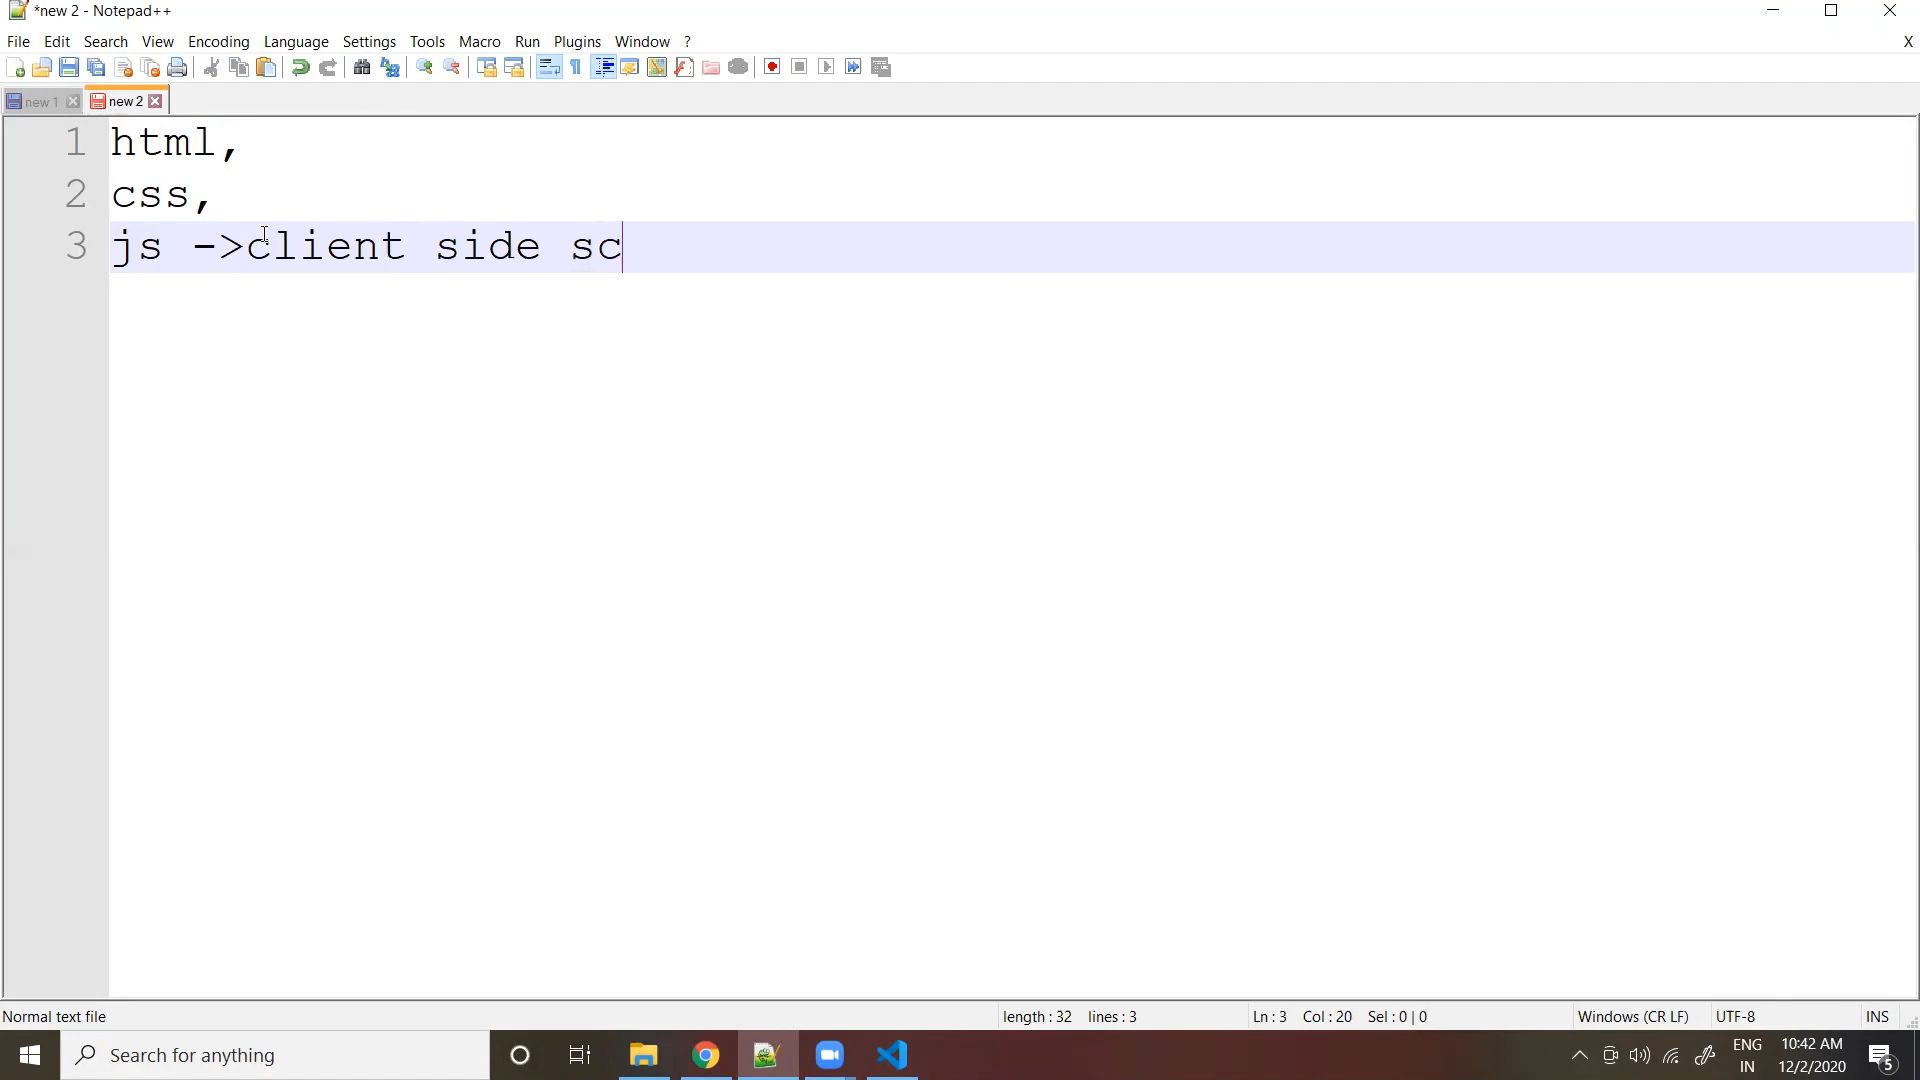 *new 2 - Notepad++
File Edit Search View Encoding Language Settings Tools Macro Run Plugins Window ? X
new 1 new 2
1 html,
2 css,
3 js ->client side sc
Normal text file length : 32 lines : 3 Ln : 3 Col : 20 Sel : 0 | 0 Windows (CR LF) UTF-8 INS
Search for anything ENG 10:42 AM
IN 12/2/2020 5